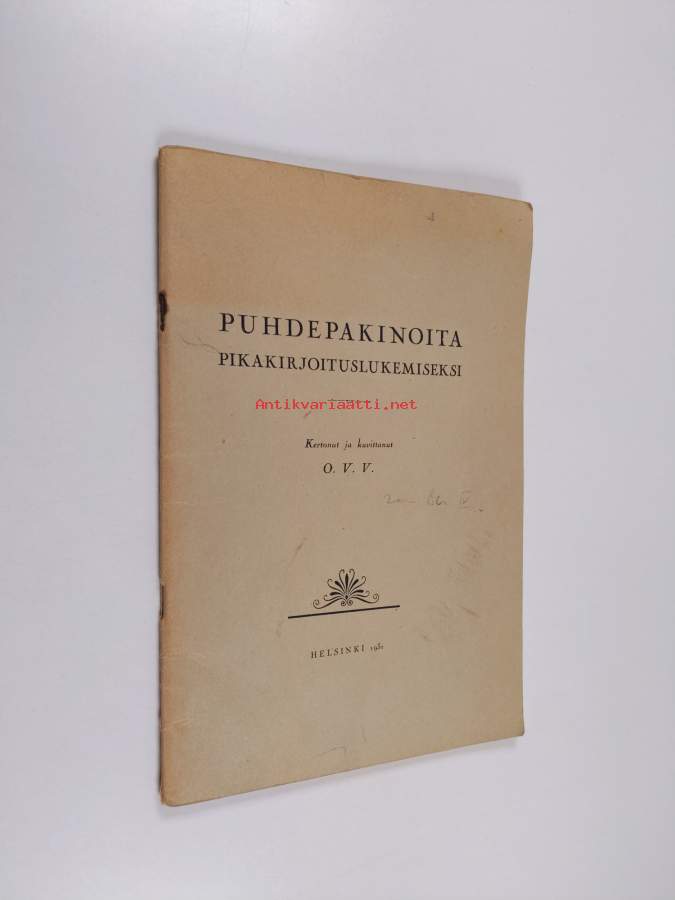 PUHDEPAKINOITA
PIKAKIRJOITUSLUKEMISEKSI
Antikvariaatti.net
Kertonut ja kuvittanut
O. V. V.
HELSINKI